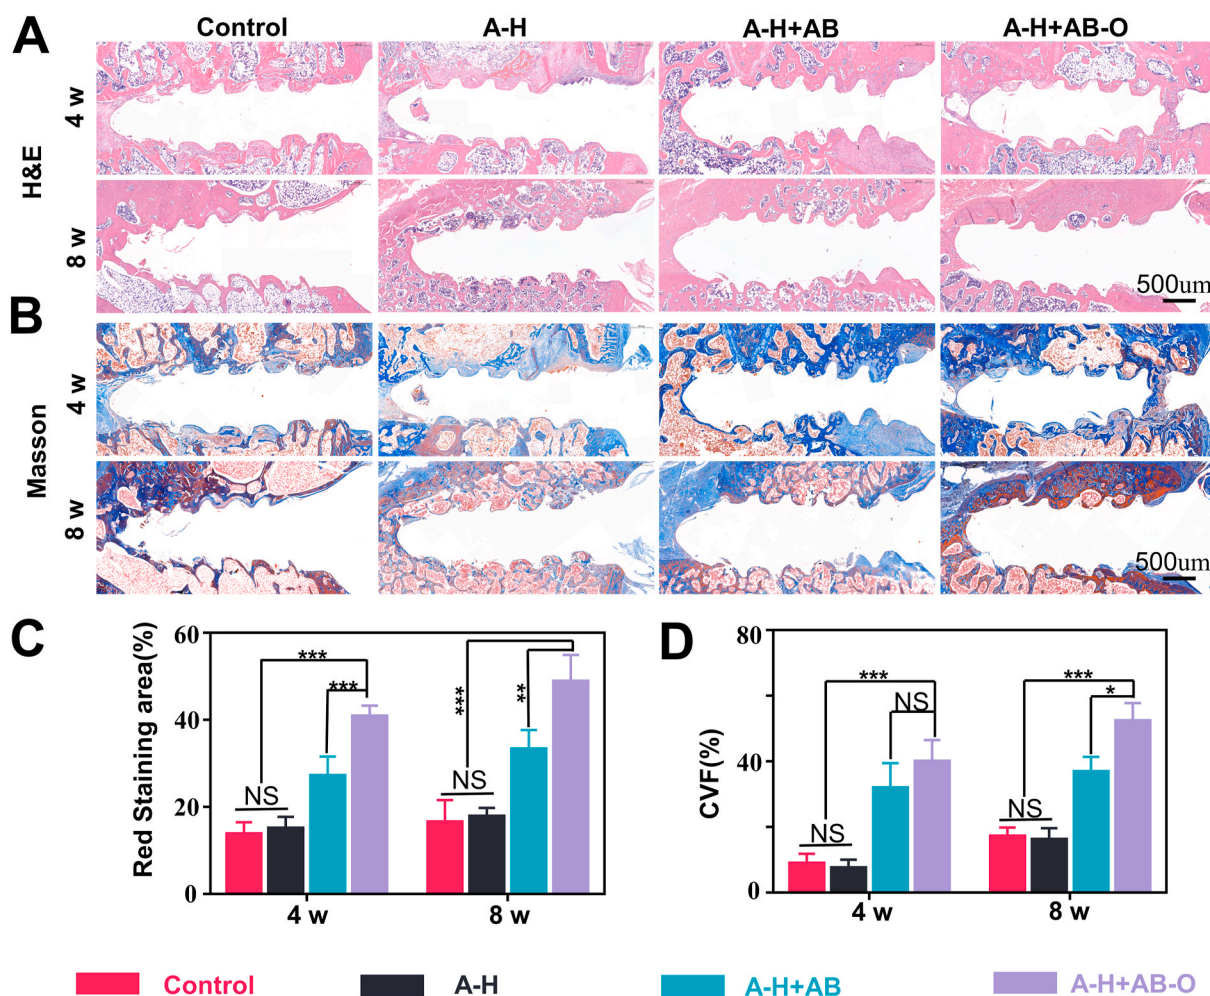 A
Control
A-H
A-H+AB
A-H+AB-O
H&E
4 w
8 w
500um
B
Masson
4 w
8 w
500um
C
Red Staining area(%)
60
40
20
0
***
***
NS
***
**
NS
4 w
8 w
D
CVF(%)
80
40
0
***
NS
NS
***
*
NS
4 w
8 w
Control
A-H
A-H+AB
A-H+AB-O